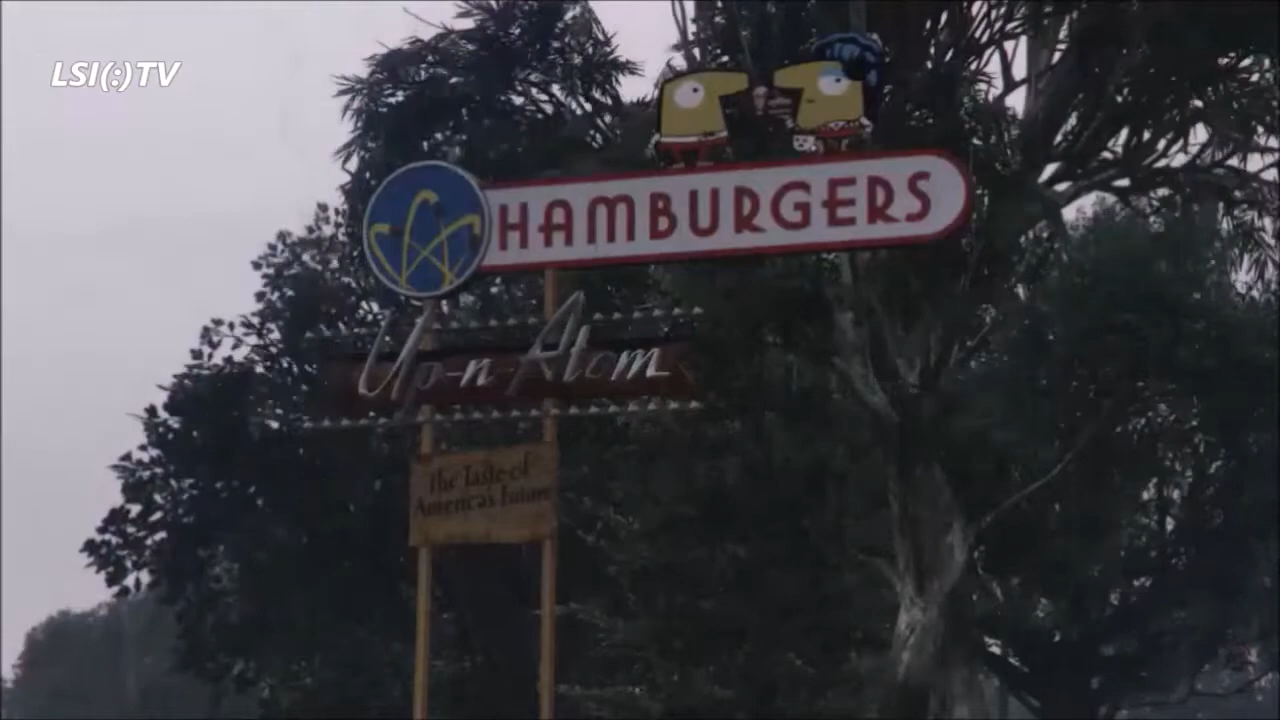 LSI(:)TV
HAMBURGERS
Up-n-Atom
The Taste of
America's Future